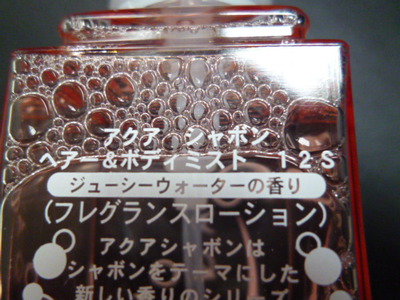 アクア シャボン
ヘアー&ボディミスト 12S
ジューシーウォーターの香り
(フレグランスローション)
アクアシャボンは
シャボンをテーマにした
新しい香りのシリーズ